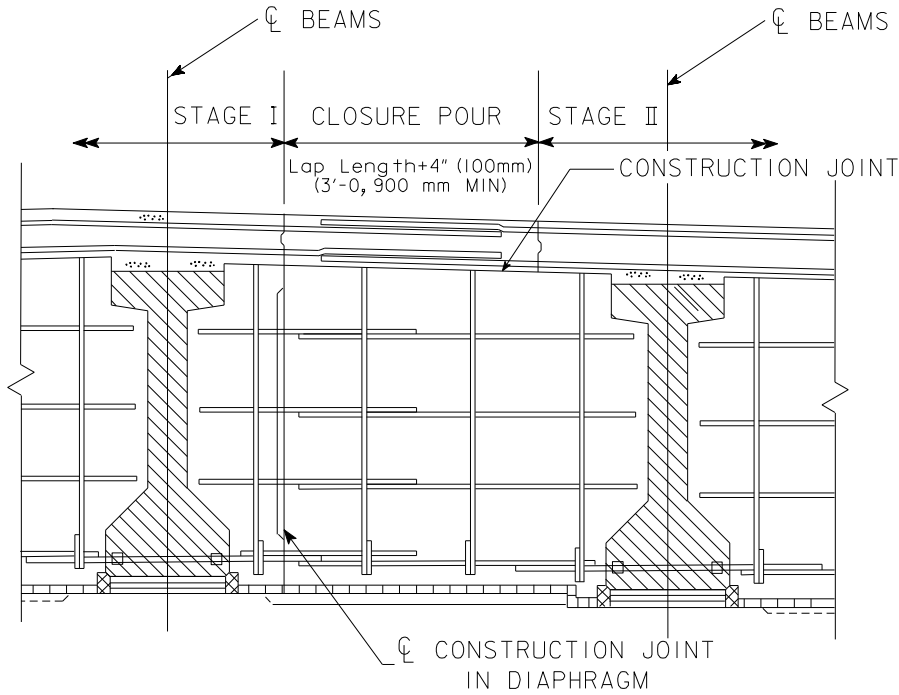 ℄ BEAMS
℄ BEAMS
STAGE I
CLOSURE POUR
STAGE II
Lap Length+4" (100mm)
(3'-0, 900 mm MIN)
CONSTRUCTION JOINT
℄ CONSTRUCTION JOINT
IN DIAPHRAGM